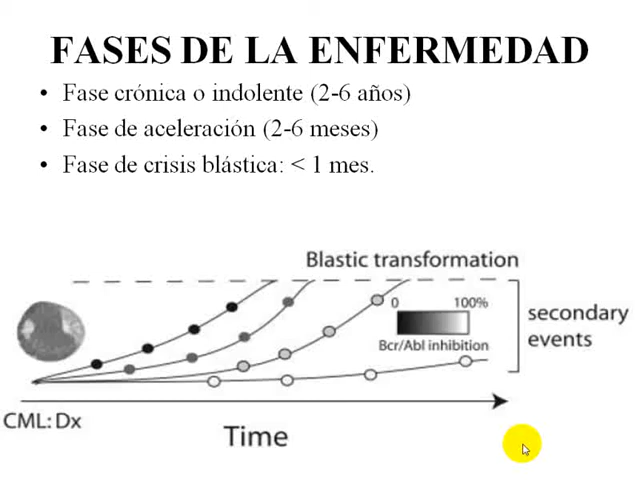 FASES DE LA ENFERMEDAD
• Fase crónica o indolente (2-6 años)
• Fase de aceleración (2-6 meses)
• Fase de crisis blástica: < 1 mes.
Blastic transformation
0 100%
Bcr/Abl inhibition
secondary
events
CML: Dx
Time